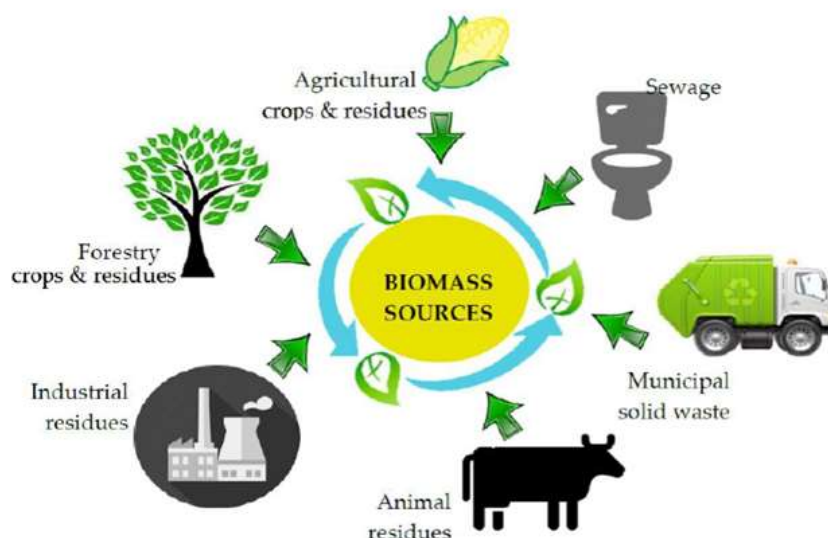 Agricultural
crops & residues
Sewage
Forestry
crops & residues
BIOMASS
SOURCES
Industrial
residues
Municipal
solid waste
Animal
residues